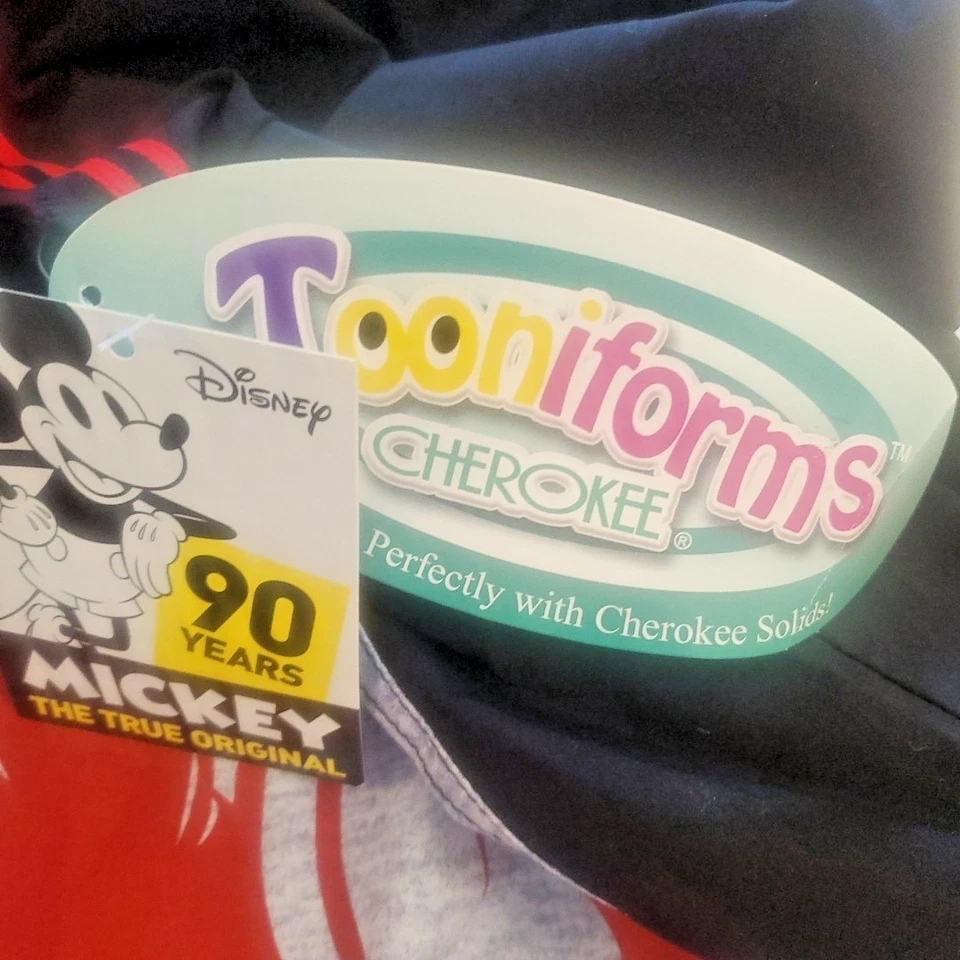 Tooniforms™
CHEROKEE®
Perfectly with Cherokee Solids!
Disney
90
YEARS
MICKEY
THE TRUE ORIGINAL